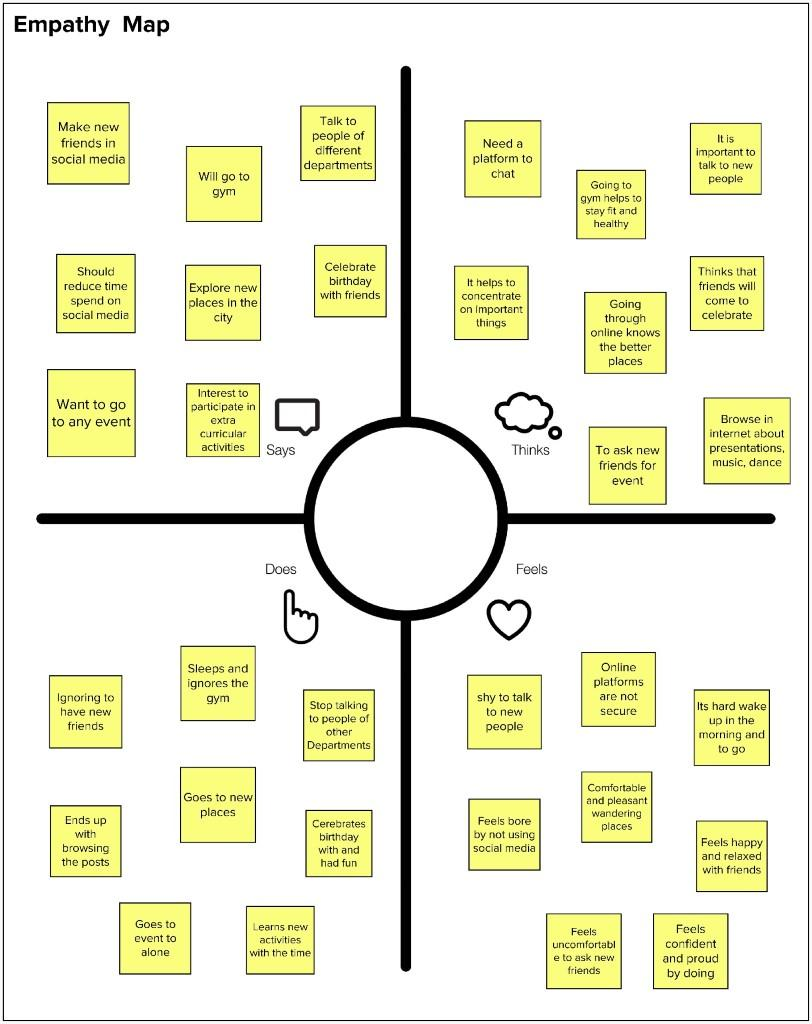 Empathy Map
Make new
friends in
social media
Will go to
gym
Talk to
people of
different
departments
Should
reduce time
spend on
social media
Explore new
places in the
city
Celebrate
birthday
with friends
Want to go
to any event
Interest to
participate in
extra
curricular
activities
Says
Need a
platform to
chat
Going to
gym helps to
stay fit and
healthy
It is
important to
talk to new
people
It helps to
concentrate
on important
things
Going
through
online knows
the better
places
Thinks that
friends will
come to
celebrate
Thinks
To ask new
friends for
event
Browse in
internet about
presentations,
music, dance
Does
Ignoring to
have new
friends
Sleeps and
ignores the
gym
Stop talking
to people of
other
Departments
Ends up
with
browsing
the posts
Goes to new
places
Cerebrates
birthday
with and
had fun
Goes to
event to
alone
Learns new
activities
with the time
Feels
shy to talk
to new
people
Online
platforms
are not
secure
Its hard wake
up in the
morning and
to go
Feels bore
by not using
social media
Comfortable
and pleasant
wandering
places
Feels happy
and relaxed
with friends
Feels
uncomfortabl
e to ask new
friends
Feels
confident
and proud
by doing